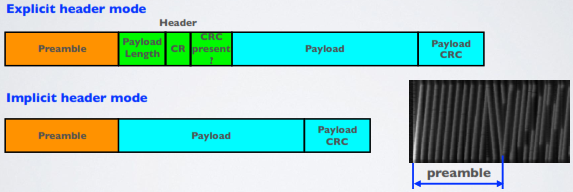 Explicit header mode
Header
Preamble
Payload
Length
CR
CRC
present
?
Payload
Payload
CRC
Implicit header mode
Preamble
Payload
Payload
CRC
preamble